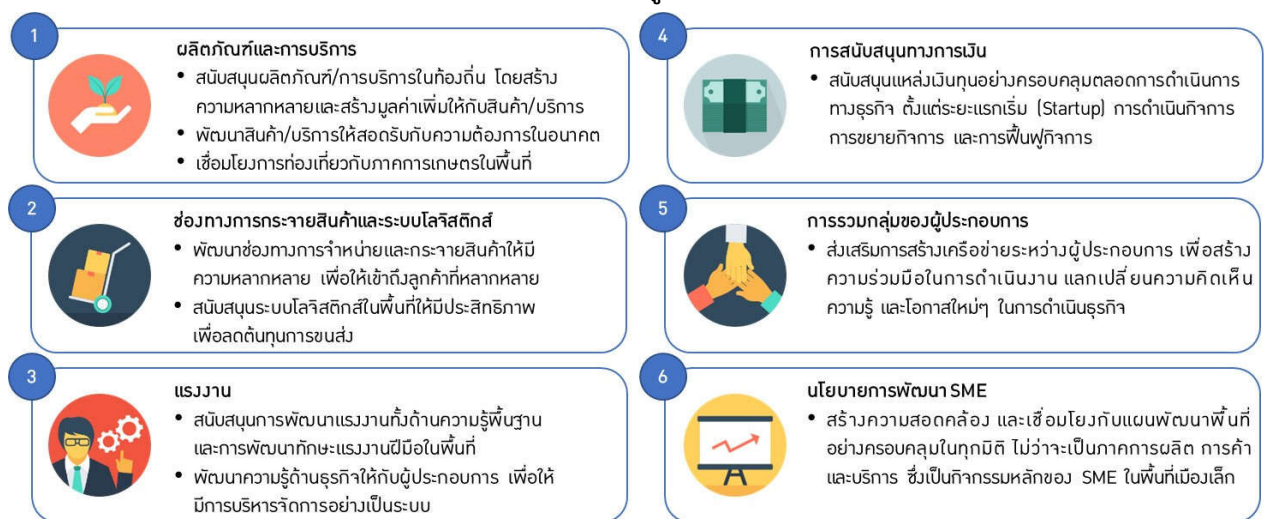 1
ผลิตภัณฑ์และการบริการ
• สนับสนุนผลิตภัณฑ์/การบริการในท้องถิ่น โดยสร้าง
ความหลากหลายและสร้างมูลค่าเพิ่มให้กับสินค้า/บริการ
• พัฒนาสินค้า/บริการให้สอดรับกับความต้องการในอนาคต
• เชื่อมโยงการท่องเที่ยวกับภาคการเกษตรในพื้นที่
2
ช่องทางการกระจายสินค้าและระบบโลจิสติกส์
• พัฒนาช่องทางการจำหน่ายและกระจายสินค้าให้มี
ความหลากหลาย เพื่อให้เข้าถึงลูกค้าที่หลากหลาย
• สนับสนุนระบบโลจิสติกส์ในพื้นที่ให้มีประสิทธิภาพ
เพื่อลดต้นทุนการขนส่ง
3
แรงงาน
• สนับสนุนการพัฒนาแรงงานทั้งด้านความรู้พื้นฐาน
และการพัฒนาทักษะแรงงานฝีมือในพื้นที่
• พัฒนาความรู้ด้านธุรกิจให้กับผู้ประกอบการ เพื่อให้
มีการบริหารจัดการอย่างเป็นระบบ
4
การสนับสนุนทางการเงิน
• สนับสนุนแหล่งเงินทุนอย่างครอบคลุมตลอดการดำเนินการ
ทางธุรกิจ ตั้งแต่ระยะแรกเริ่ม (Startup) การดำเนินกิจการ
การขยายกิจการ และการฟื้นฟูกิจการ
5
การรวมกลุ่มของผู้ประกอบการ
• ส่งเสริมการสร้างเครือข่ายระหว่างผู้ประกอบการ เพื่อสร้าง
ความร่วมมือในการดำเนินงาน แลกเปลี่ยนความคิดเห็น
ความรู้ และโอกาสใหม่ๆ ในการดำเนินธุรกิจ
6
นโยบายการพัฒนา SME
• สร้างความสอดคล้อง และเชื่อมโยงกับแผนพัฒนาพื้นที่
อย่างครอบคลุมในทุกมิติ ไม่ว่าจะเป็นภาคการผลิต การค้า
และบริการ ซึ่งเป็นกิจกรรมหลักของ SME ในพื้นที่เมืองเล็ก